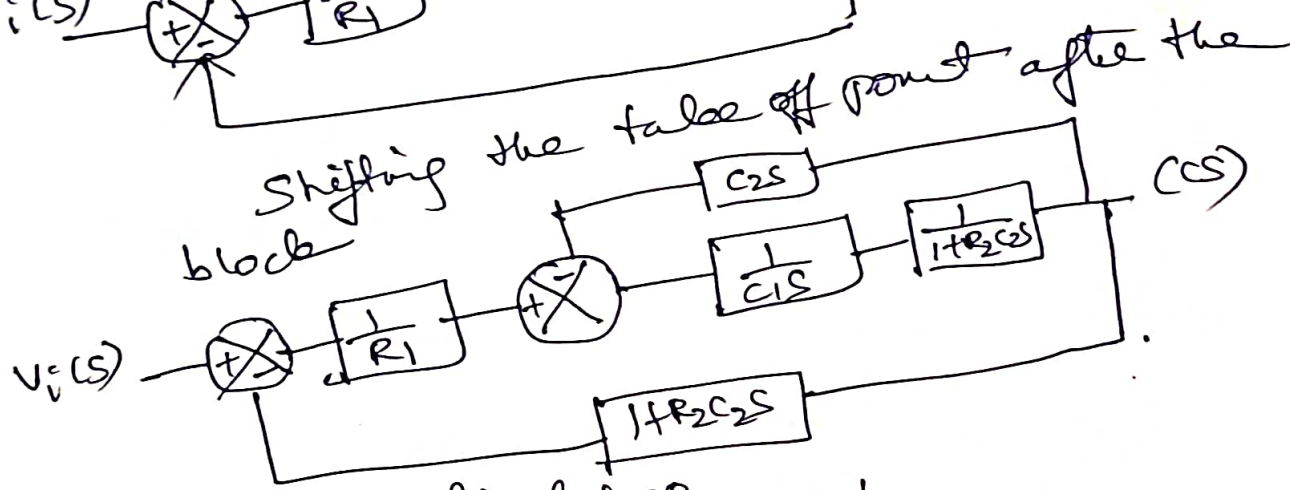 i(S)
+
-
R1
Shifting the take off point after the
block
C2S
C(S)
-
+
1/C1S
1/1+R2C2S
Vi(S)
+
-
1/R1
1+R2C2S